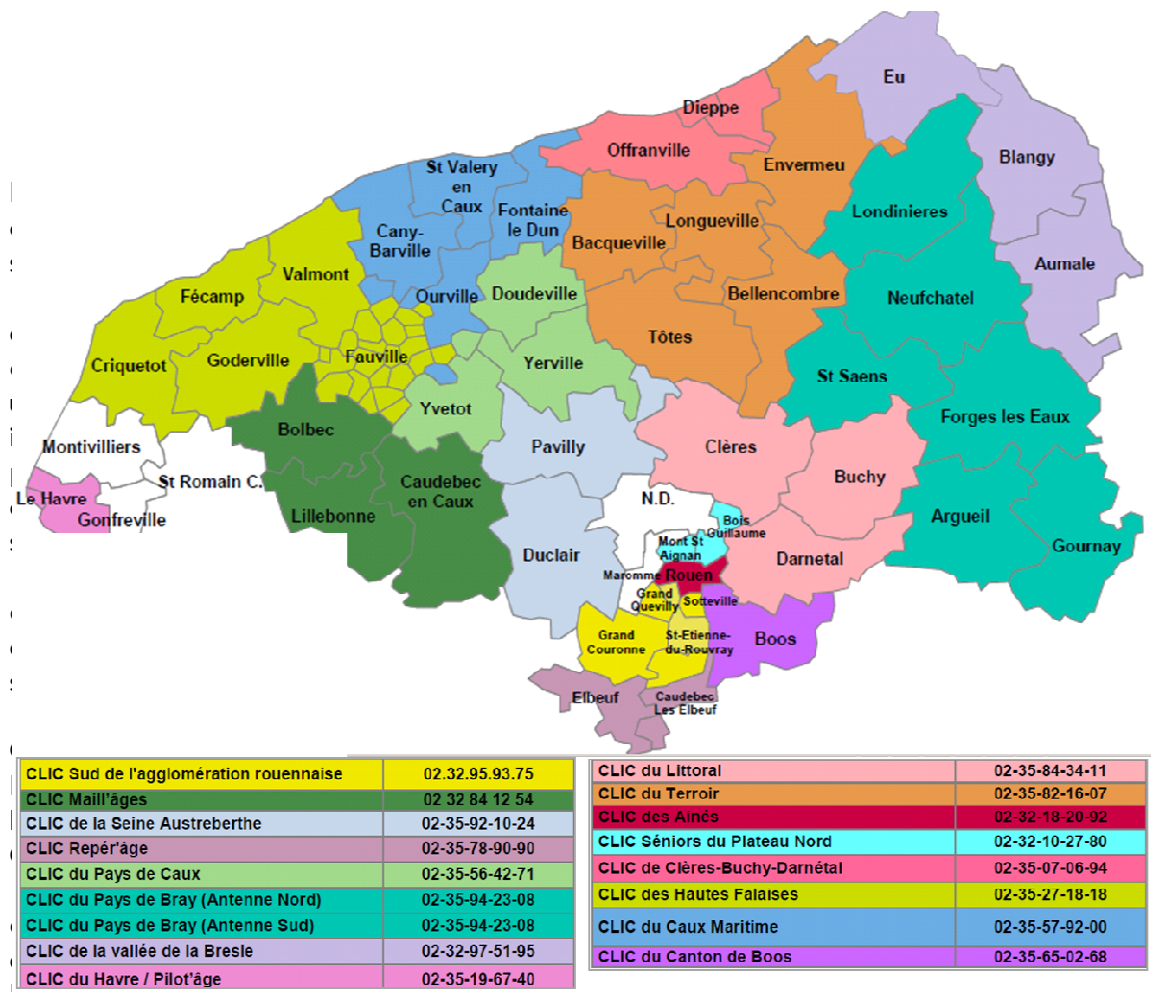 Eu
Dieppe
Offranville
Envermeu
Blangy
St Valery
en
Caux
Fontaine
le Dun
Cany-
Barville
Longueville
Londinieres
Bacqueville
Aumale
Valmont
Fécamp
Ourville
Doudeville
Bellencombre
Neufchatel
Tôtes
Criquetot
Goderville
Fauville
Yerville
St Saens
Yvetot
Forges les Eaux
Bolbec
Montivilliers
Pavilly
Clères
Buchy
St Romain C.
Caudebec
en Caux
Le Havre
N.D.
Gonfreville
Lillebonne
Bois
Guillaume
Argueil
Gournay
Mont St
Aignan
Duclair
Darnetal
Maromme
Rouen
Grand
Quevilly
Sotteville
Grand
Couronne
St-Etienne-
du-Rouvray
Boos
Elbeuf
Caudebec
Les Elbeuf
CLIC Sud de l'agglomération rouennaise 02.32.95.93.75
CLIC Maill'âges 02 32 84 12 54
CLIC de la Seine Austreberthe 02-35-92-10-24
CLIC Repér'âge 02-35-78-90-90
CLIC du Pays de Caux 02-35-56-42-71
CLIC du Pays de Bray (Antenne Nord) 02-35-94-23-08
CLIC du Pays de Bray (Antenne Sud) 02-35-94-23-08
CLIC de la vallée de la Bresle 02-32-97-51-95
CLIC du Havre / Pilot'âge 02-35-19-67-40
CLIC du Littoral 02-35-84-34-11
CLIC du Terroir 02-35-82-16-07
CLIC des Ainés 02-32-18-20-92
CLIC Séniors du Plateau Nord 02-32-10-27-80
CLIC de Clères-Buchy-Darnétal 02-35-07-06-94
CLIC des Hautes Falaises 02-35-27-18-18
CLIC du Caux Maritime 02-35-57-92-00
CLIC du Canton de Boos 02-35-65-02-68